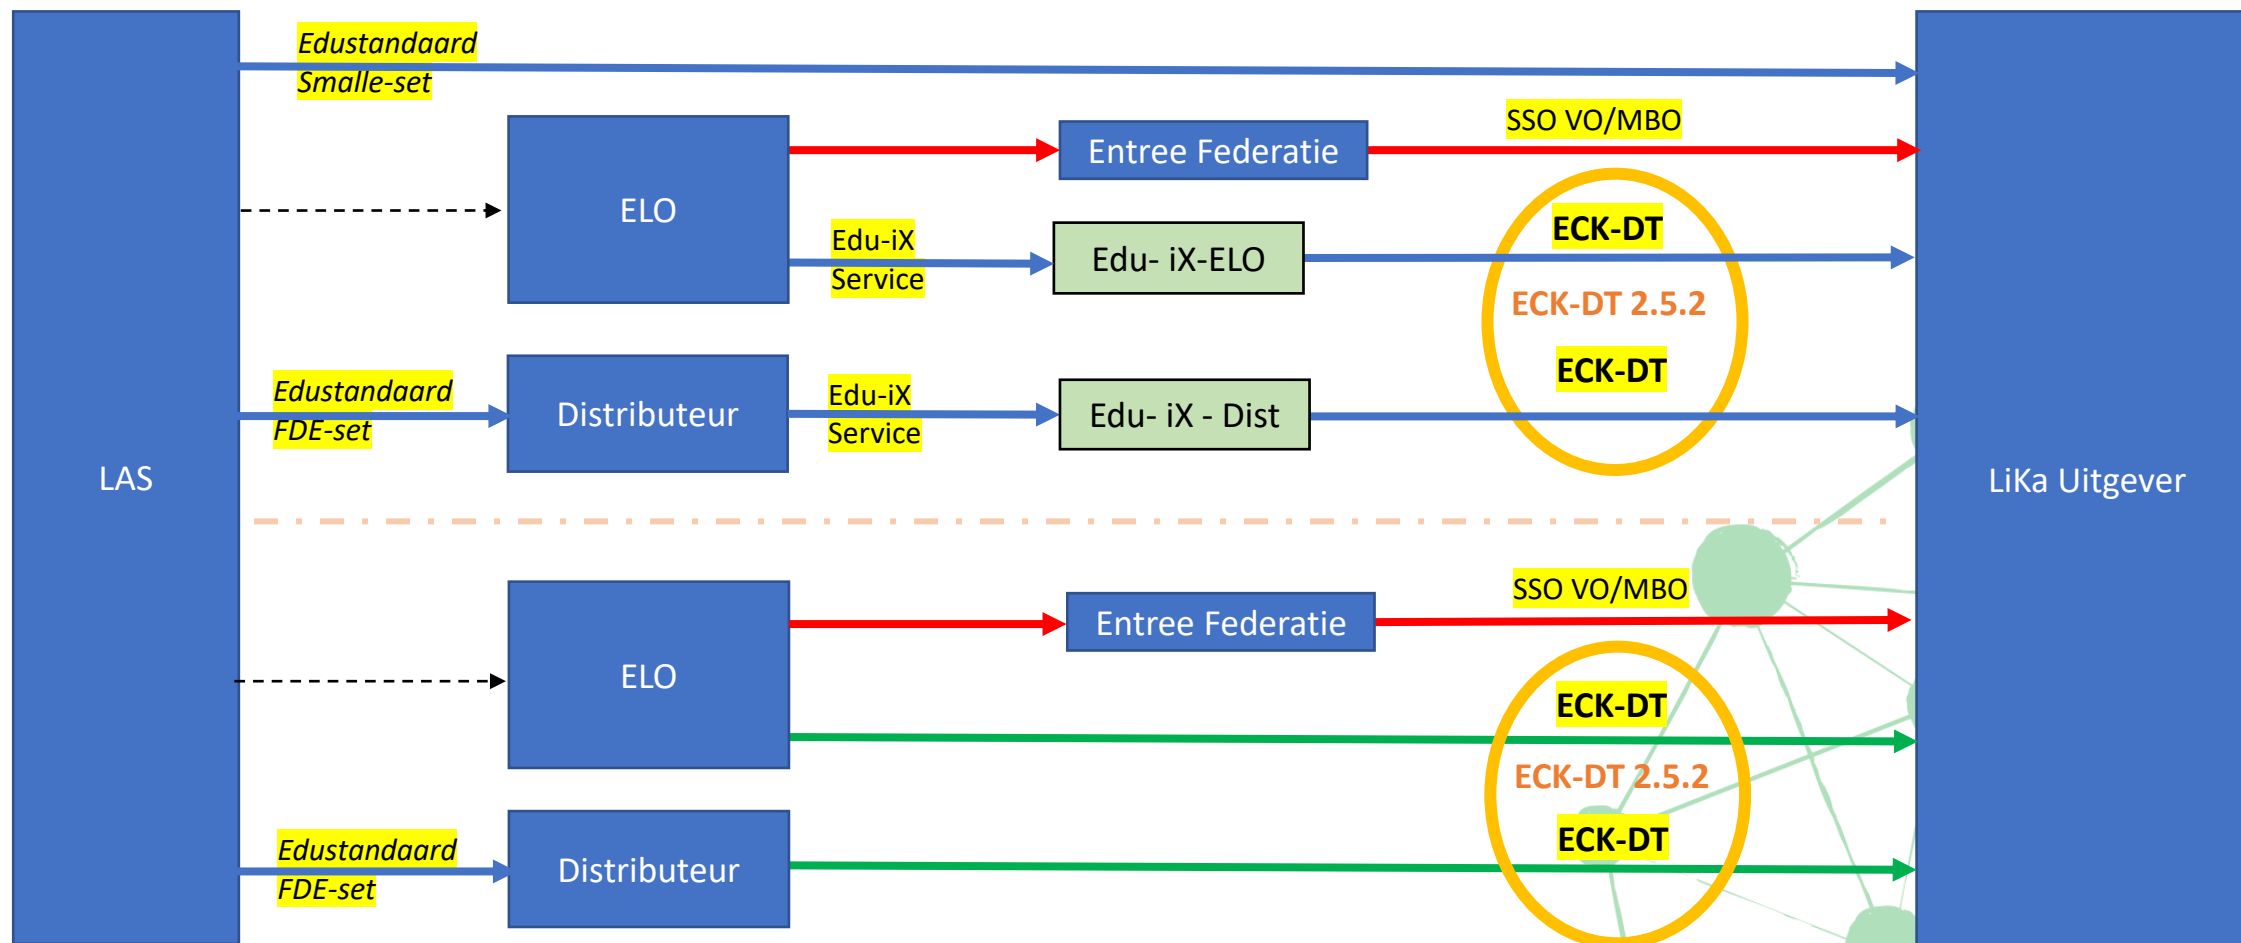 Edustandaard
Smalle-set
SSO VO/MBO
Entree Federatie
ELO
ECK-DT
Edu-iX
Service
Edu- iX-ELO
ECK-DT 2.5.2
ECK-DT
Edustandaard
FDE-set
Distributeur
Edu-iX
Service
Edu- iX - Dist
LAS
LiKa Uitgever
SSO VO/MBO
Entree Federatie
ELO
ECK-DT
ECK-DT 2.5.2
ECK-DT
Edustandaard
FDE-set
Distributeur